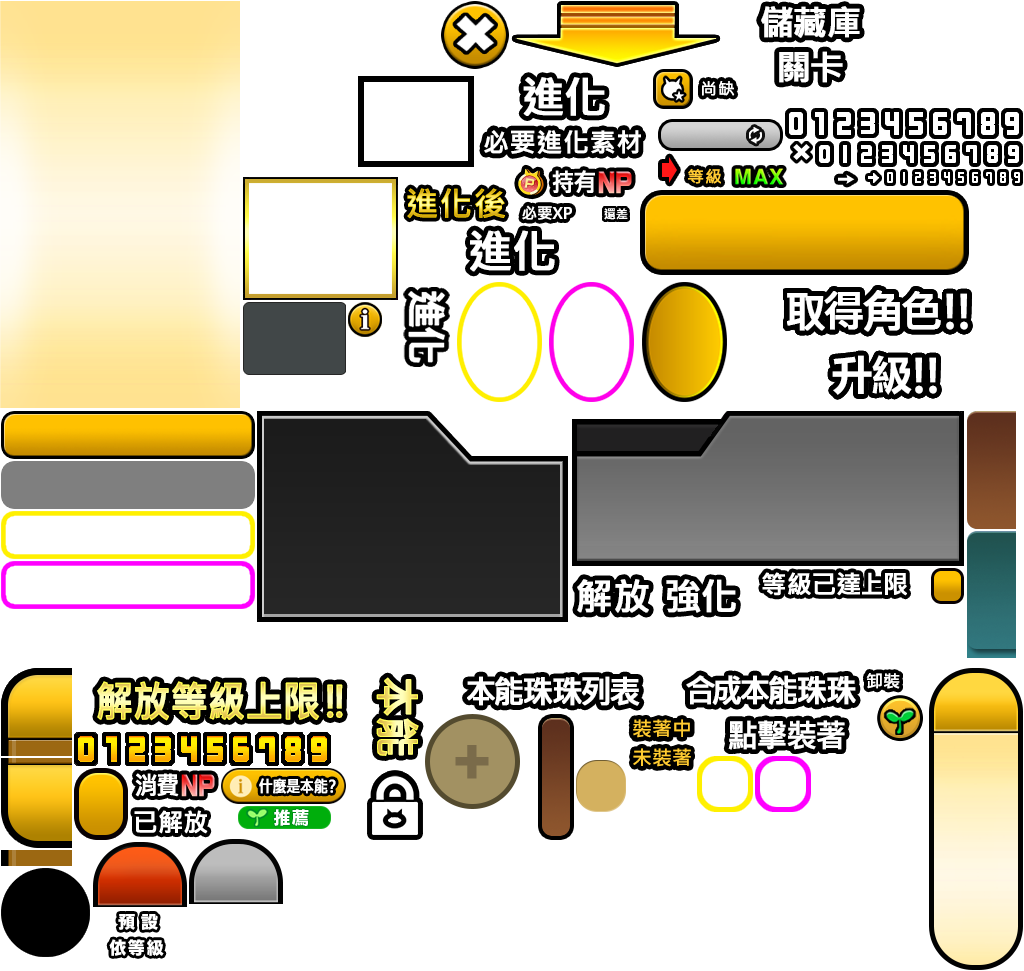 儲藏庫
關卡
進化
尚缺
必要進化素材
0123456789
×0123456789
等級 MAX
→ →0123456789
P 持有NP
進化後
必要XP
還差
進化
i
進化
取得角色!!
升級!!
解放 強化
等級已達上限
解放等級上限!!
0123456789
消費NP
i 什麼是本能?
已解放
推薦
本能
本能珠珠列表
合成本能珠珠
卸裝
裝著中
未裝著
點擊裝著
預設
依等級